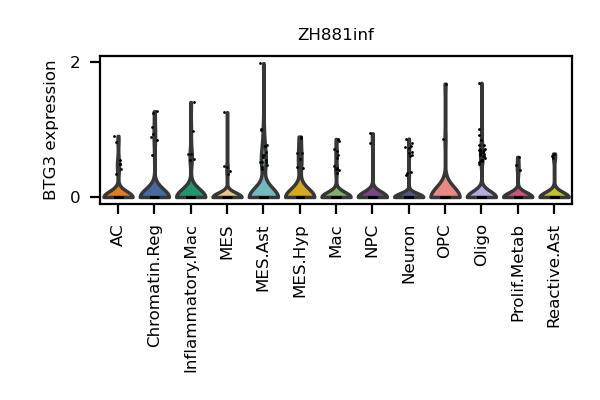 ZH881inf
BTG3 expression
2
0
AC
Chromatin.Reg
Inflammatory.Mac
MES
MES.Ast
MES.Hyp
Mac
NPC
Neuron
OPC
Oligo
Prolif.Metab
Reactive.Ast